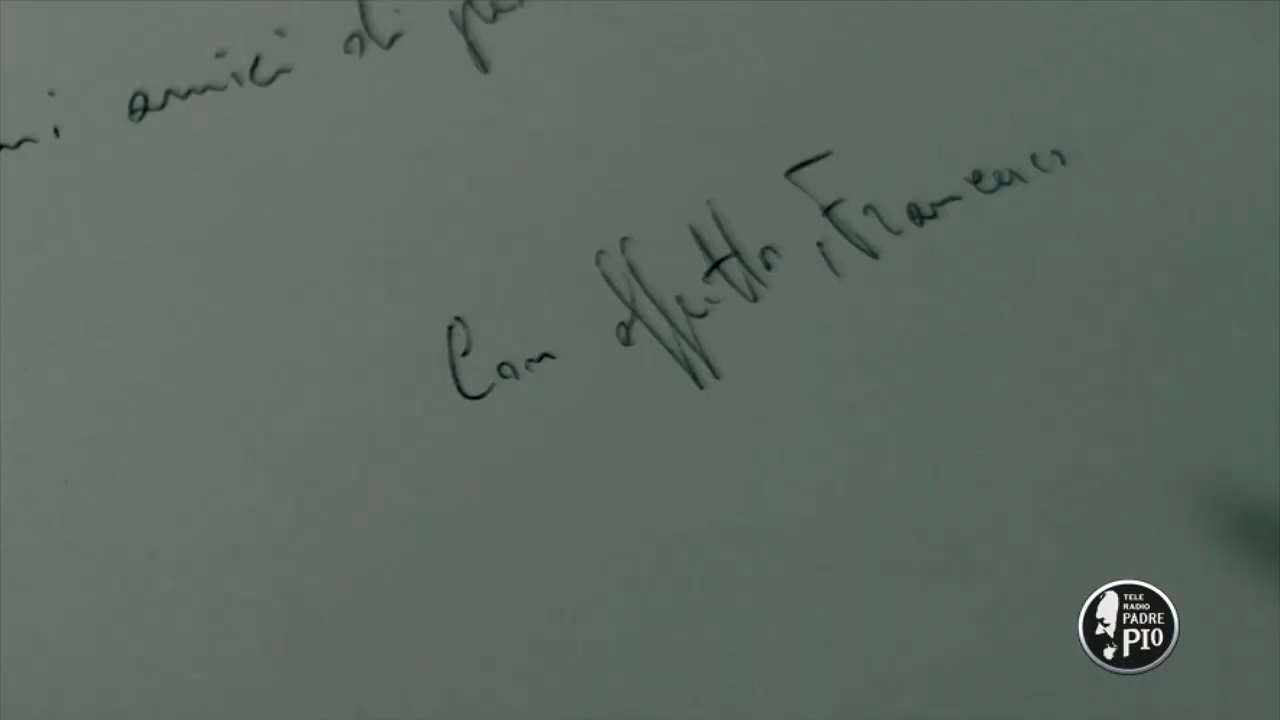 amici di
Con affetto, Francesco
TELE
RADIO
PADRE
PIO